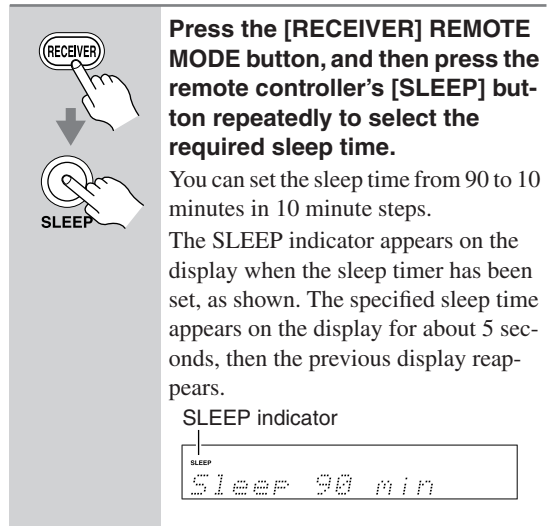 RECEIVER
SLEEP
Press the [RECEIVER] REMOTE
MODE button, and then press the
remote controller's [SLEEP] but-
ton repeatedly to select the
required sleep time.
You can set the sleep time from 90 to 10
minutes in 10 minute steps.
The SLEEP indicator appears on the
display when the sleep timer has been
set, as shown. The specified sleep time
appears on the display for about 5 sec-
onds, then the previous display reap-
pears.
SLEEP indicator
SLEEP
Sleep 90 min